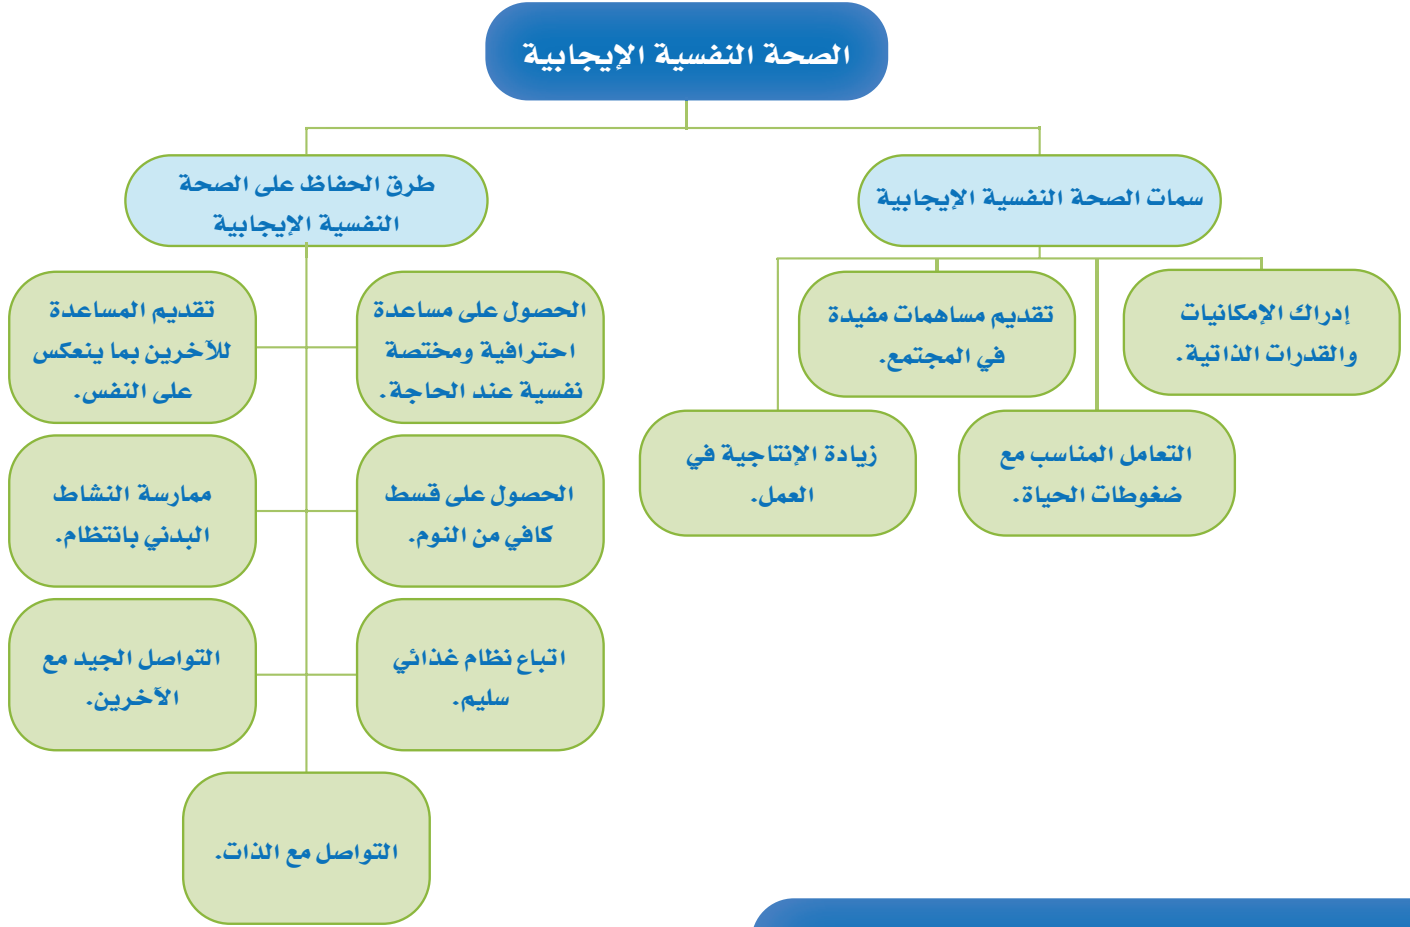 الصحة النفسية الإيجابية
سمات الصحة النفسية الإيجابية
إدراك الإمكانيات
والقدرات الذاتية.
التعامل المناسب مع
ضغوطات الحياة.
تقديم مساهمات مفيدة
في المجتمع.
زيادة الإنتاجية في
العمل.
طرق الحفاظ على الصحة
النفسية الإيجابية
الحصول على مساعدة
احترافية ومختصة
نفسية عند الحاجة.
تقديم المساعدة
للآخرين بما ينعكس
على النفس.
الحصول على قسط
كافي من النوم.
ممارسة النشاط
البدني بانتظام.
اتباع نظام غذائي
سليم.
التواصل الجيد مع
الآخرين.
التواصل مع الذات.